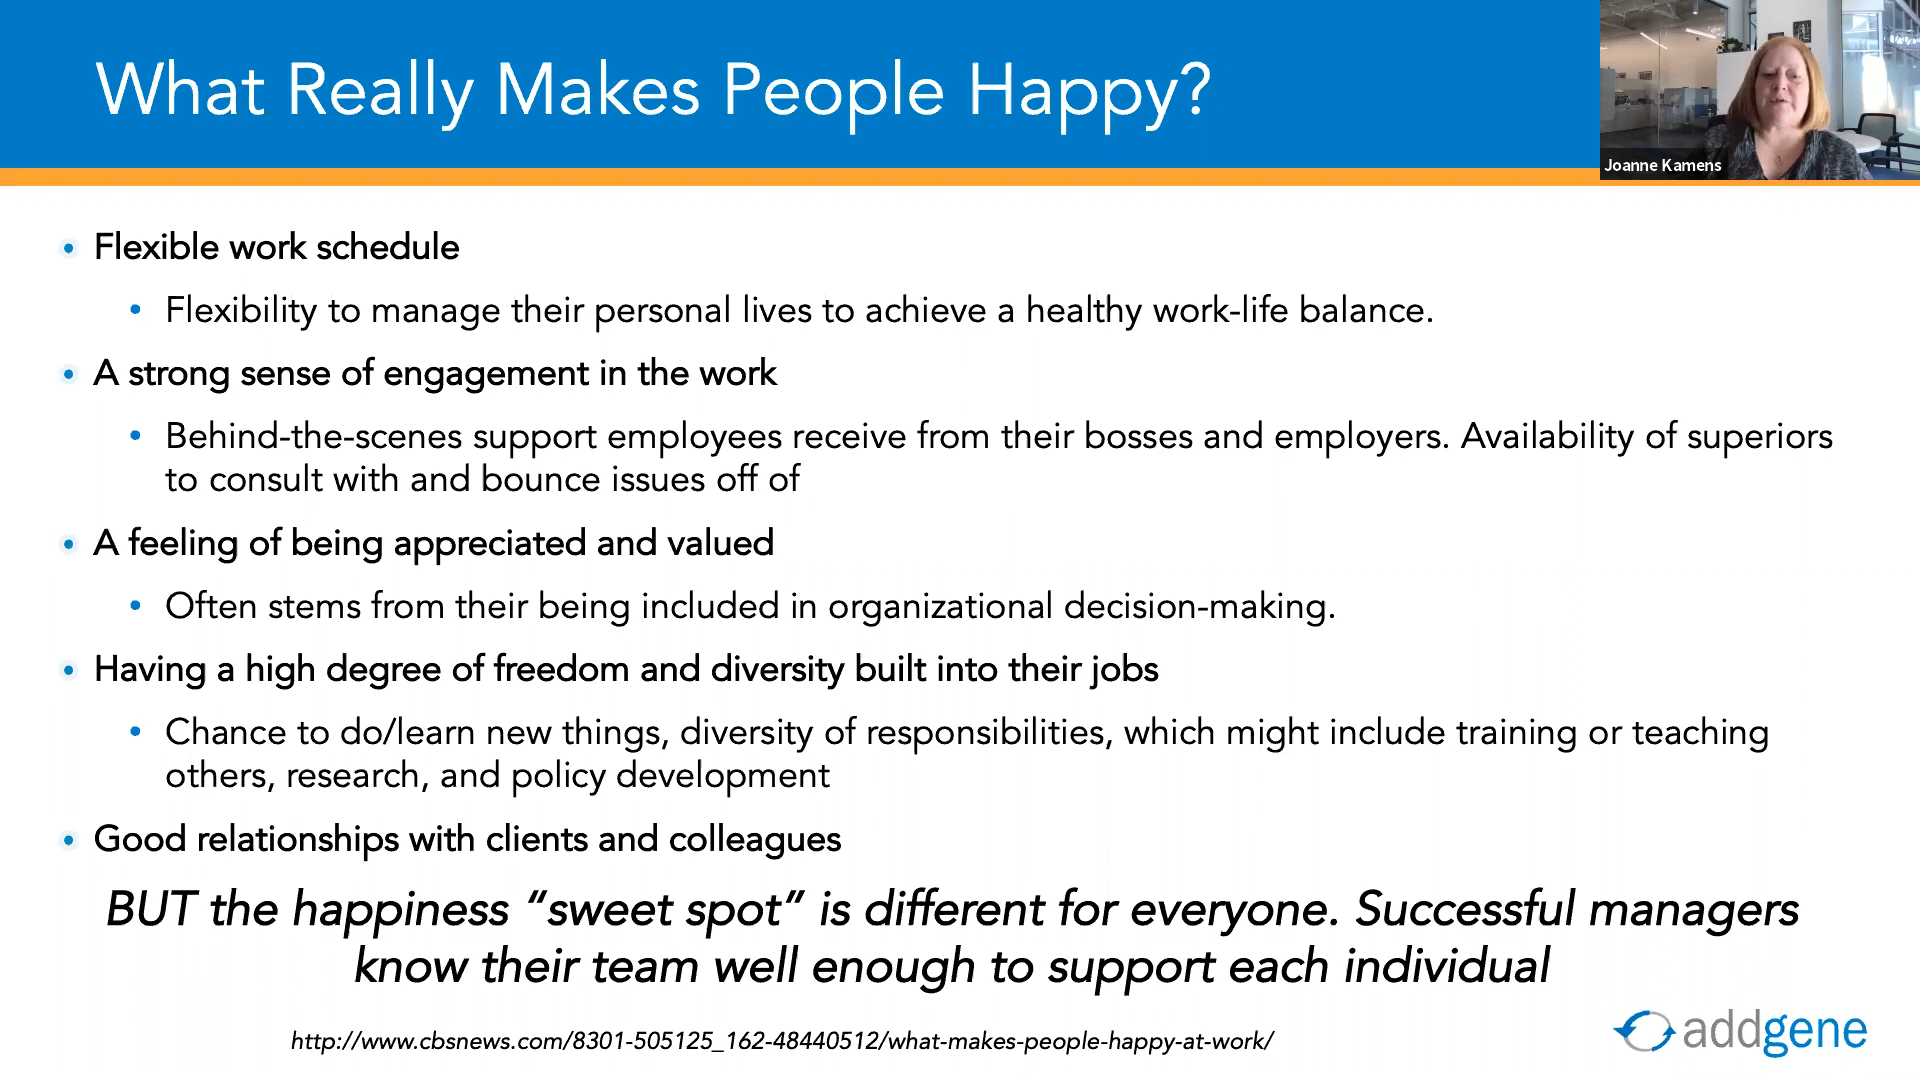 What Really Makes People Happy?
Joanne Kamens
• Flexible work schedule
• Flexibility to manage their personal lives to achieve a healthy work-life balance.
• A strong sense of engagement in the work
• Behind-the-scenes support employees receive from their bosses and employers. Availability of superiors
to consult with and bounce issues off of
• A feeling of being appreciated and valued
• Often stems from their being included in organizational decision-making.
• Having a high degree of freedom and diversity built into their jobs
• Chance to do/learn new things, diversity of responsibilities, which might include training or teaching
others, research, and policy development
• Good relationships with clients and colleagues
BUT the happiness “sweet spot” is different for everyone. Successful managers
know their team well enough to support each individual
http://www.cbsnews.com/8301-505125_162-48440512/what-makes-people-happy-at-work/
addgene